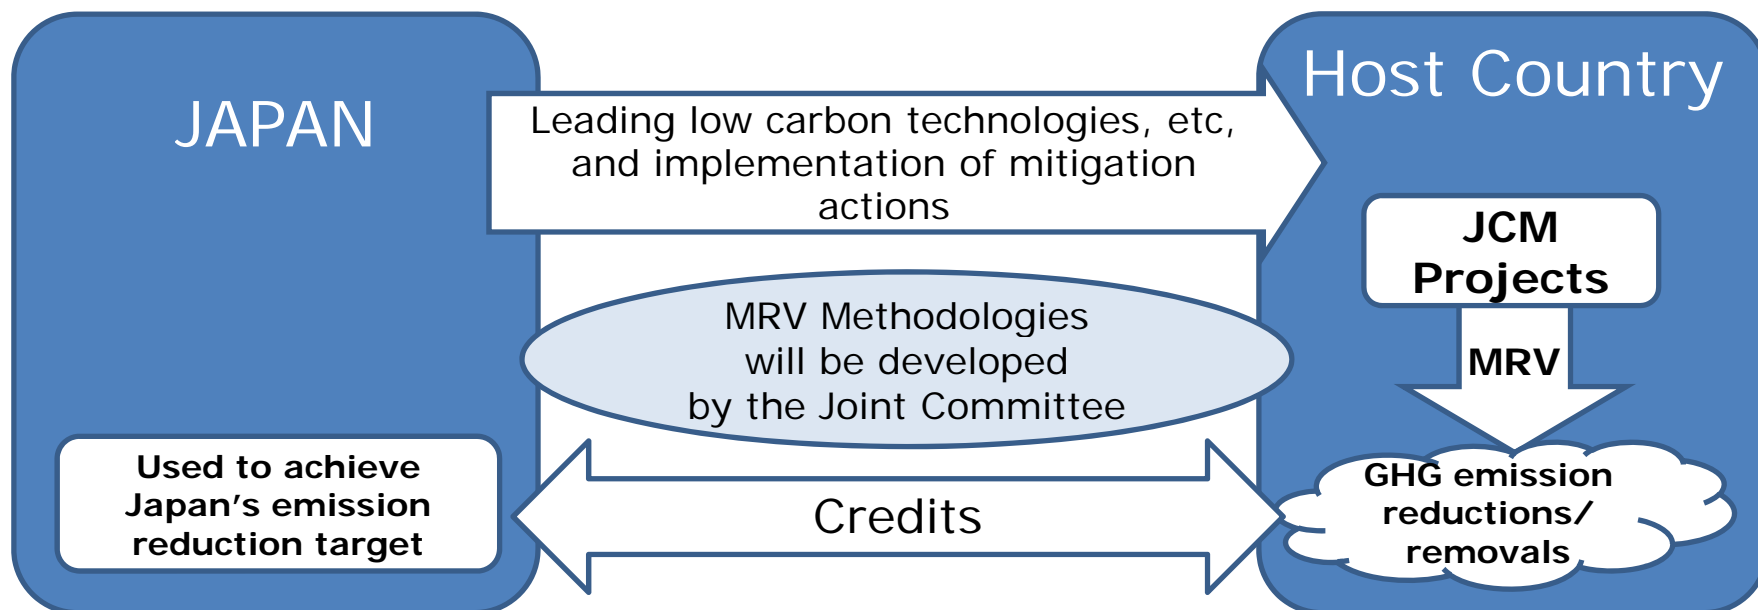 JAPAN
Leading low carbon technologies, etc,
and implementation of mitigation
actions
Host Country
JCM
Projects
MRV
MRV Methodologies
will be developed
by the Joint Committee
Used to achieve
Japan’s emission
reduction target
Credits
GHG emission
reductions/
removals